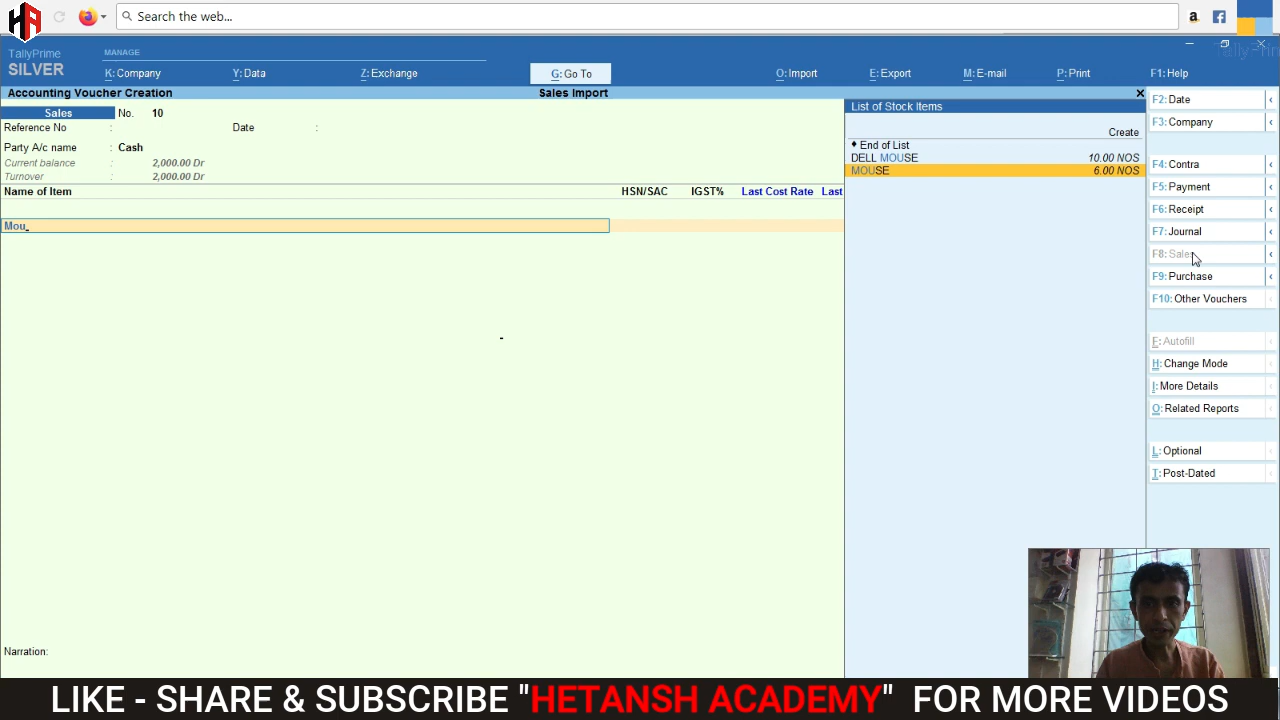 HA
Search the web...
TallyPrime
SILVER
MANAGE
K: Company
Y: Data
Z: Exchange
G: Go To
O: Import
E: Export
M: E-mail
P: Print
F1: Help
Accounting Voucher Creation
Sales Import
Sales No. 10
Reference No : Date :
Party A/c name : Cash
Current balance : 2,000.00 Dr
Turnover : 2,000.00 Dr
Name of Item HSN/SAC IGST% Last Cost Rate Last
Mou
Narration:
List of Stock Items
Create
♦ End of List
DELL MOUSE 10.00 NOS
MOUSE 6.00 NOS
F2: Date
F3: Company
F4: Contra
F5: Payment
F6: Receipt
F7: Journal
F8: Sales
F9: Purchase
F10: Other Vouchers
F: Autofill
H: Change Mode
I: More Details
O: Related Reports
L: Optional
T: Post-Dated
LIKE - SHARE & SUBSCRIBE "HETANSH ACADEMY" FOR MORE VIDEOS